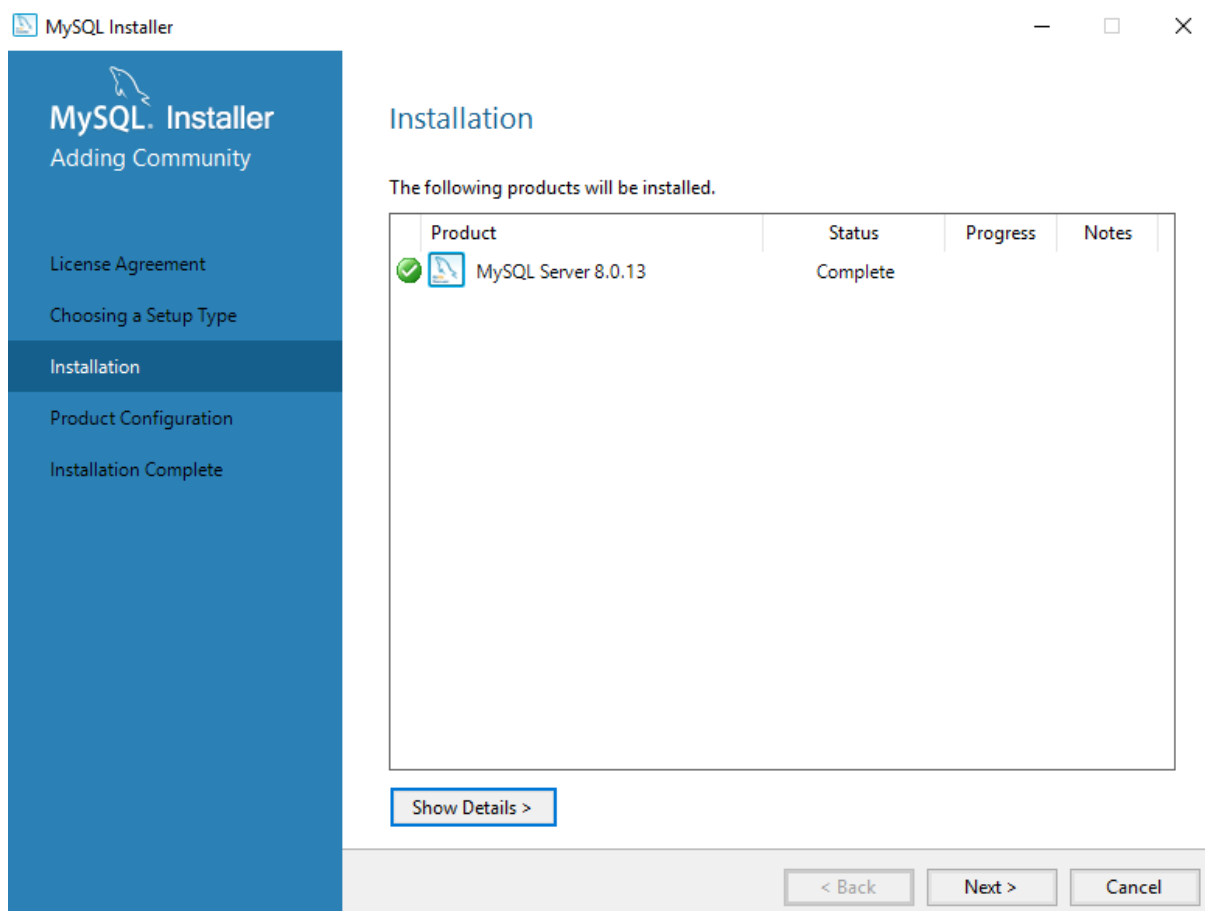 MySQL Installer
MySQL. Installer
Adding Community
License Agreement
Choosing a Setup Type
Installation
Product Configuration
Installation Complete
Installation
The following products will be installed.
Product Status Progress Notes
MySQL Server 8.0.13 Complete
Show Details >
< Back Next > Cancel